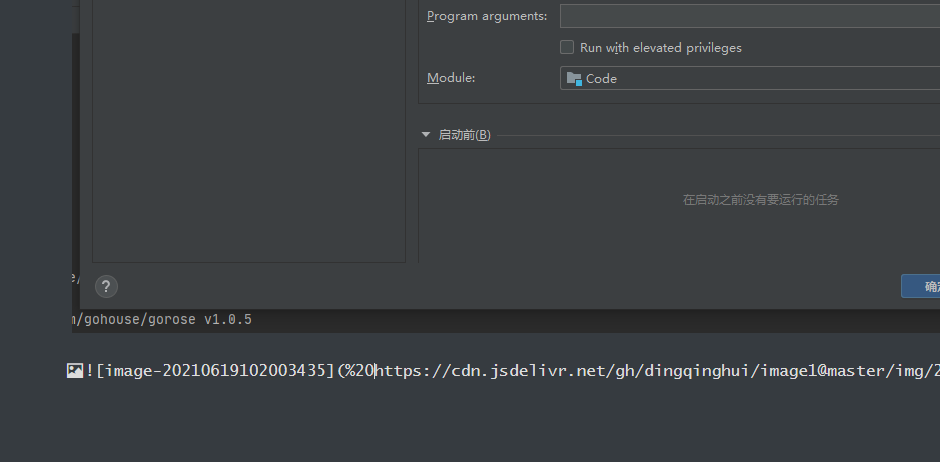 Program arguments:
Run with elevated privileges
Module:
Code
启动前(B)
在启动之前没有要运行的任务
e/
?
m/gohouse/gorose v1.0.5
![image-20210619102003435](%20https://cdn.jsdelivr.net/gh/dingqinghui/image1@master/img/2